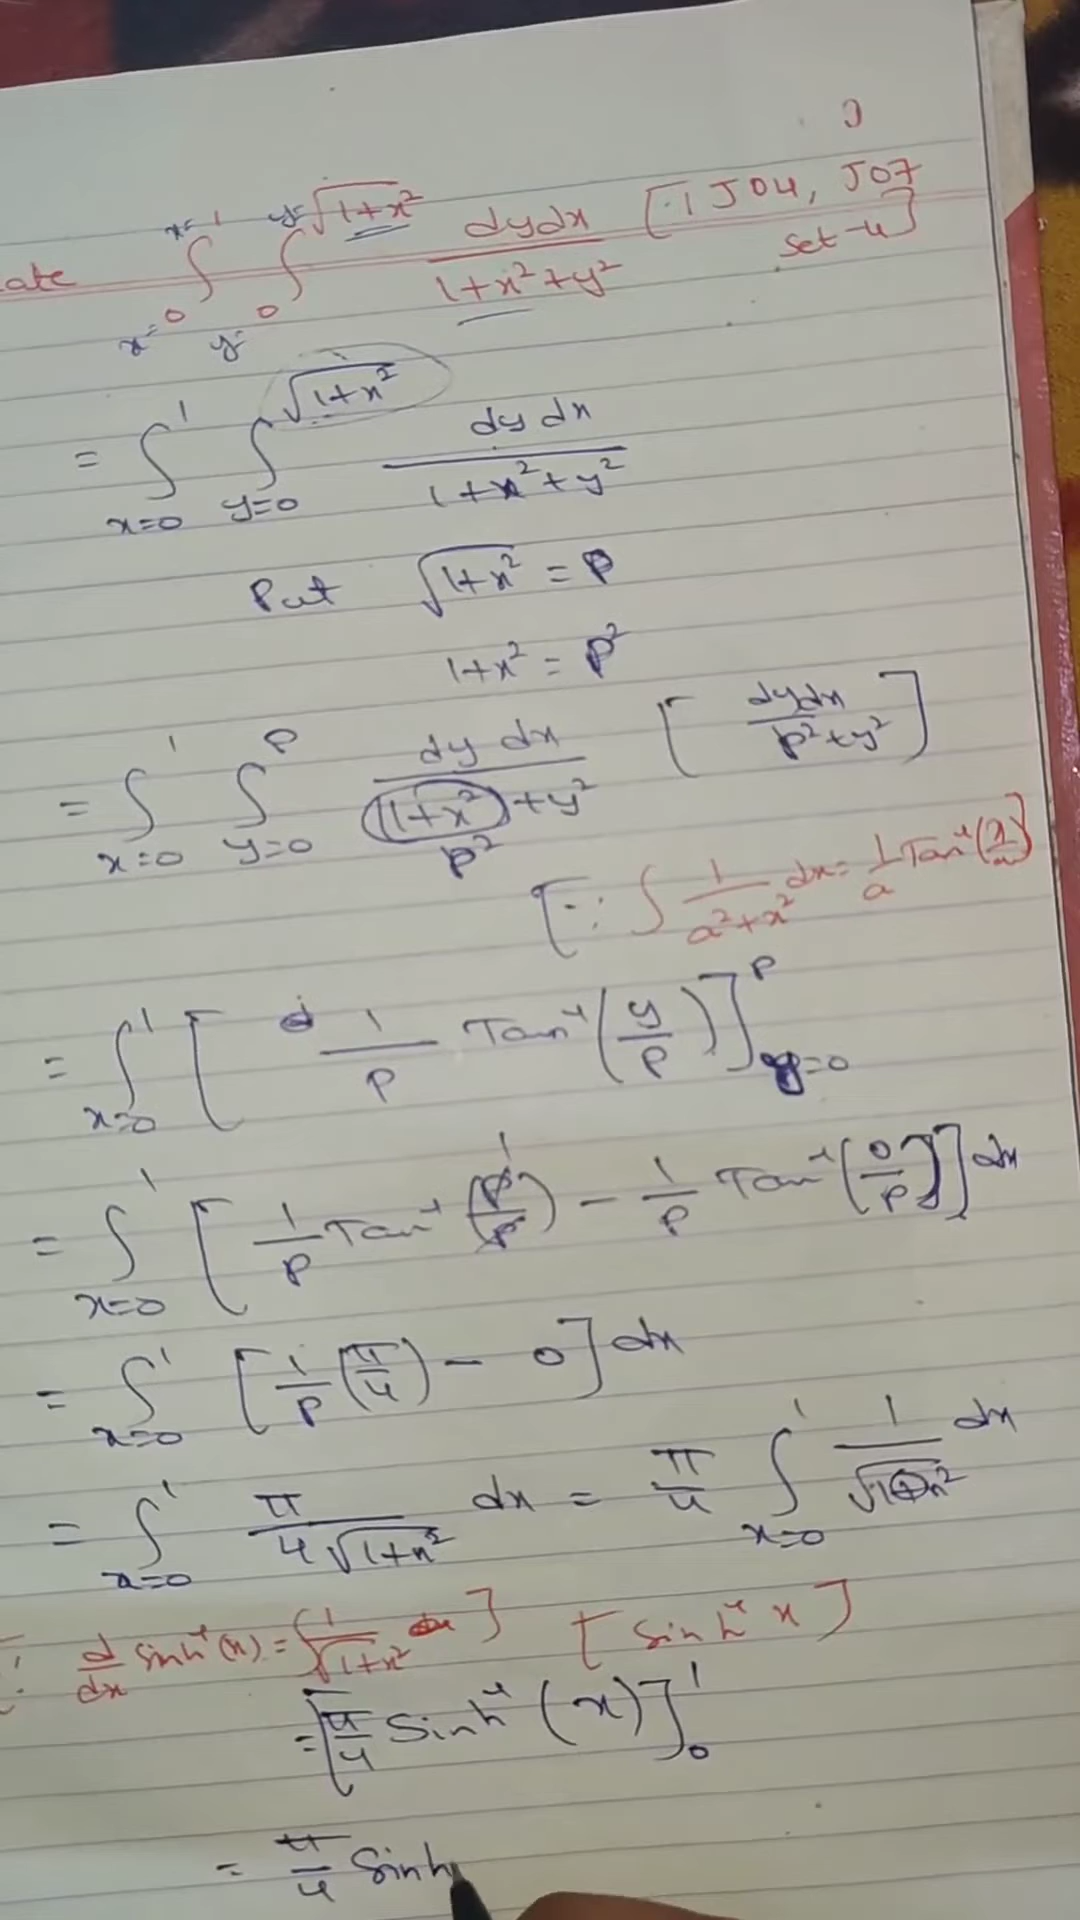 ate ∫_{x=0}^{x=1} ∫_{y=0}^{y=√(1+x²)} dydx / (1+x²+y²) [1 J04, J07
set-4]
= ∫_{x=0}^{1} ∫_{y=0}^{√(1+x²)} dy dx / (1+x²+y²)
Put √(1+x²) = P
1+x² = P²
= ∫_{x=0}^{1} ∫_{y=0}^{P} dy dx / ((1+x²)+y²) [dydx / (P²+y²)]
P²
[∵ ∫ 1/(a²+x²) dx = 1/a Tan⁻¹(x/a)
= ∫_{x=0}^{1} [ 1/P Tan⁻¹(y/P) ]_{y=0}^{P}
= ∫_{x=0}^{1} [ 1/P Tan⁻¹(P/P) - 1/P Tan⁻¹(0/P) ] dx
1
= ∫_{x=0}^{1} [ 1/P (π/4) - 0 ] dx
= ∫_{x=0}^{1} π / (4√(1+x²)) dx = π/4 ∫_{x=0}^{1} 1/√(1+x²) dx
∵ d/dx sinh⁻¹(x) = ∫ 1/√(1+x²) ] [sinh⁻¹ x]
= [π/4 Sinh⁻¹(x)]_{0}^{1}
= π/4 Sinh